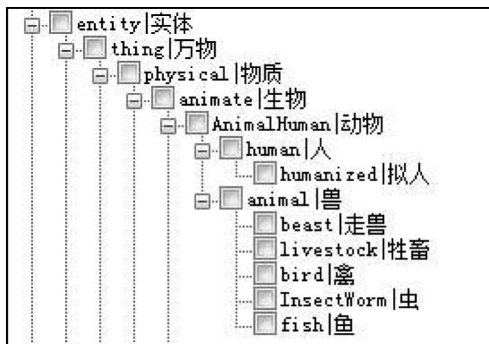 entity|实体
thing|万物
physical|物质
animate|生物
AnimalHuman|动物
human|人
humanized|拟人
animal|兽
beast|走兽
livestock|牲畜
bird|禽
InsectWorm|虫
fish|鱼